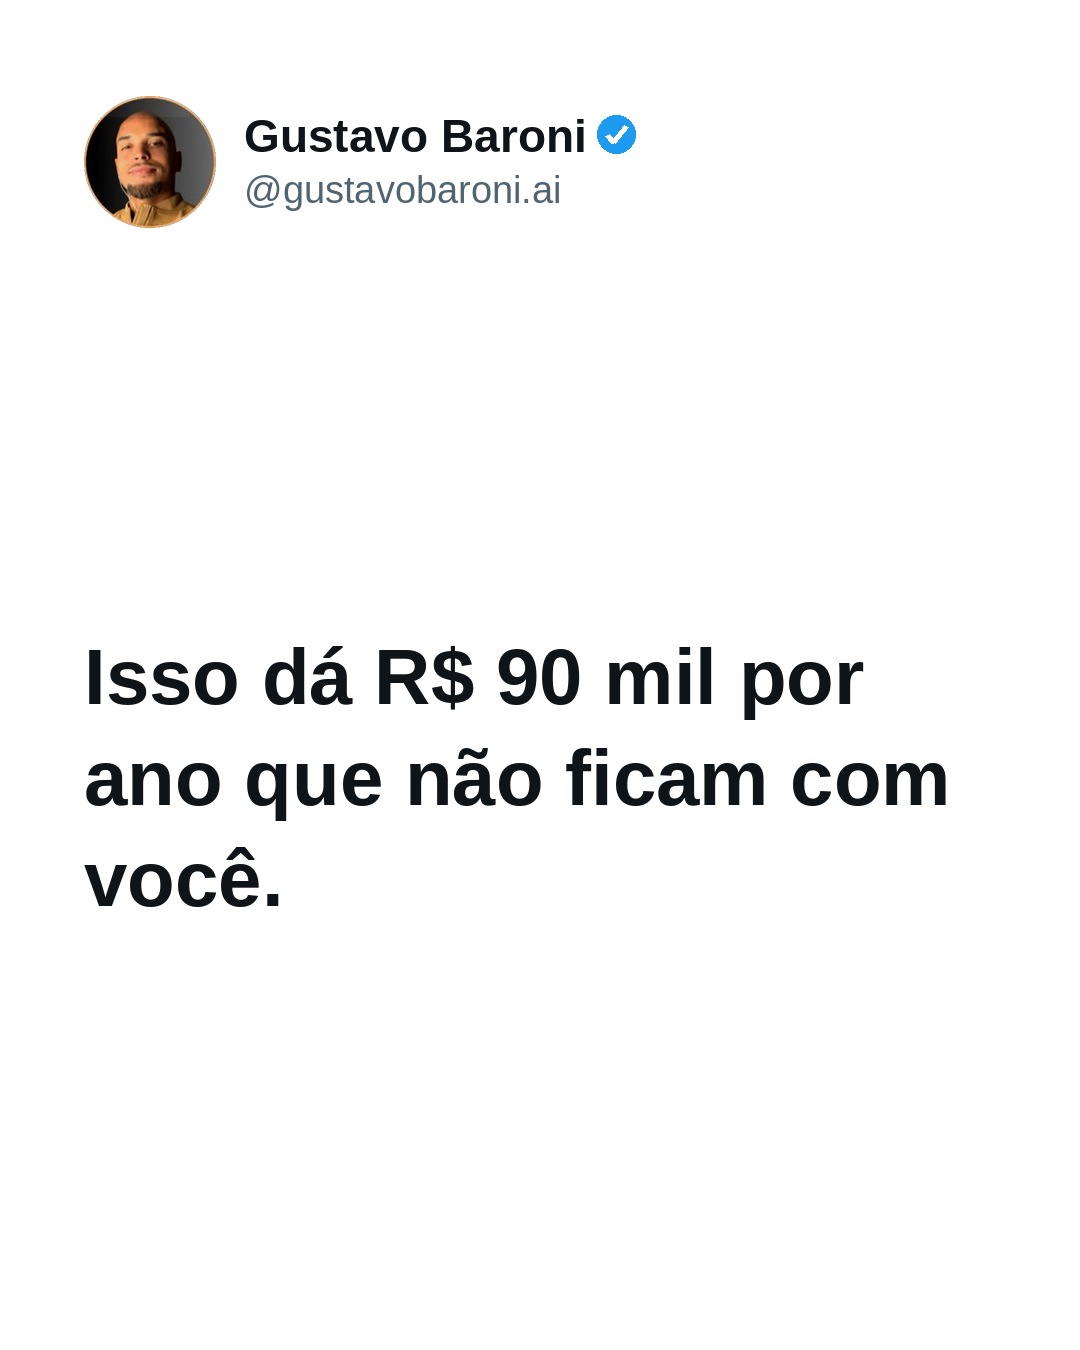 Gustavo Baroni
@gustavobaroni.ai
Isso dá R$ 90 mil por
ano que não ficam com
você.